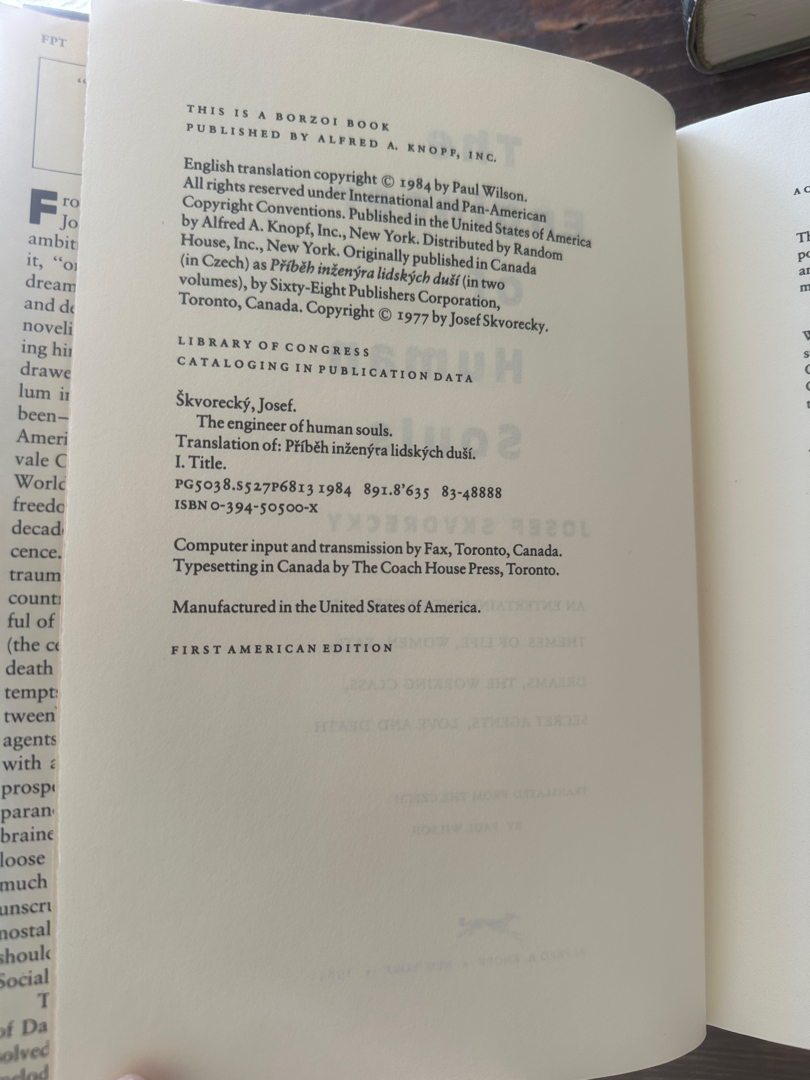 FPT
THIS IS A BORZOI BOOK
PUBLISHED BY ALFRED A. KNOPF, INC.
English translation copyright © 1984 by Paul Wilson.
All rights reserved under International and Pan-American
Copyright Conventions. Published in the United States of America
by Alfred A. Knopf, Inc., New York. Distributed by Random
House, Inc., New York. Originally published in Canada
(in Czech) as Příběh inženýra lidských duší (in two
volumes), by Sixty-Eight Publishers Corporation,
Toronto, Canada. Copyright © 1977 by Josef Skvorecky.
LIBRARY OF CONGRESS
CATALOGING IN PUBLICATION DATA
Škvorecký, Josef.
The engineer of human souls.
Translation of: Příběh inženýra lidských duší.
I. Title.
PG5038.S527P6813 1984 891.8'635 83-48888
ISBN 0-394-50500-X
Computer input and transmission by Fax, Toronto, Canada.
Typesetting in Canada by The Coach House Press, Toronto.
Manufactured in the United States of America.
FIRST AMERICAN EDITION